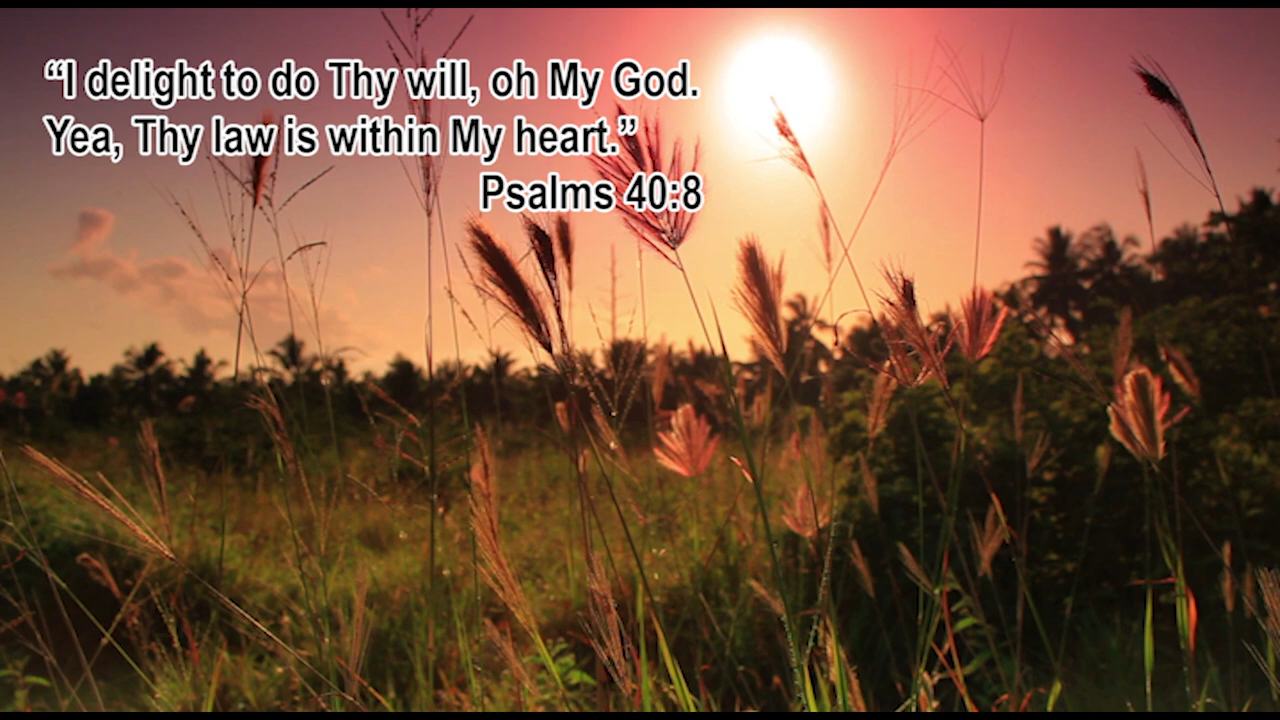 “I delight to do Thy will, oh My God.
Yea, Thy law is within My heart.”
Psalms 40:8